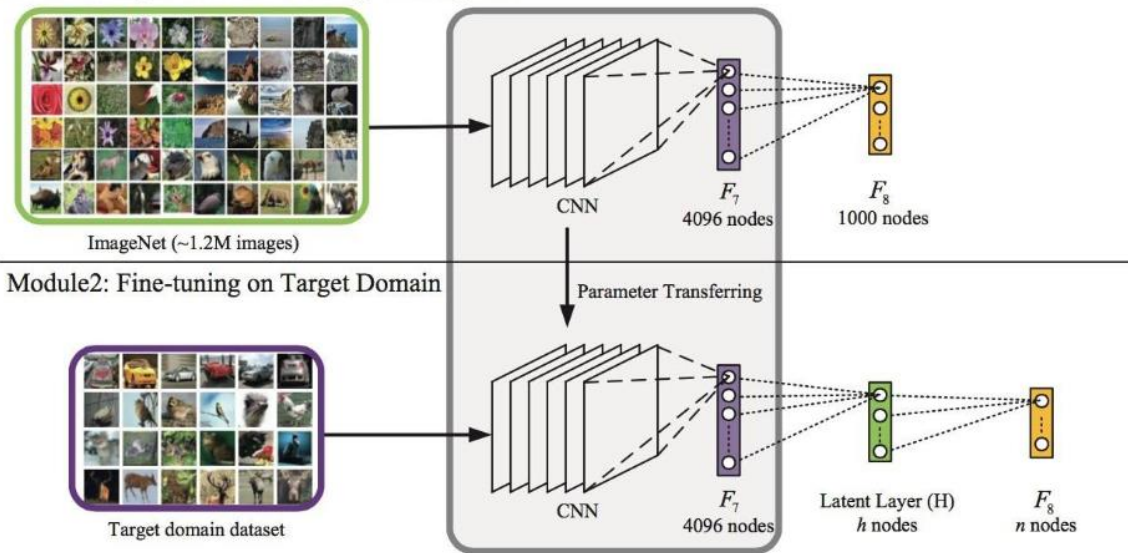 CNN
F7
4096 nodes
F8
1000 nodes
ImageNet (~1.2M images)
Module2: Fine-tuning on Target Domain
Parameter Transferring
CNN
F7
4096 nodes
Latent Layer (H)
h nodes
F8
n nodes
Target domain dataset